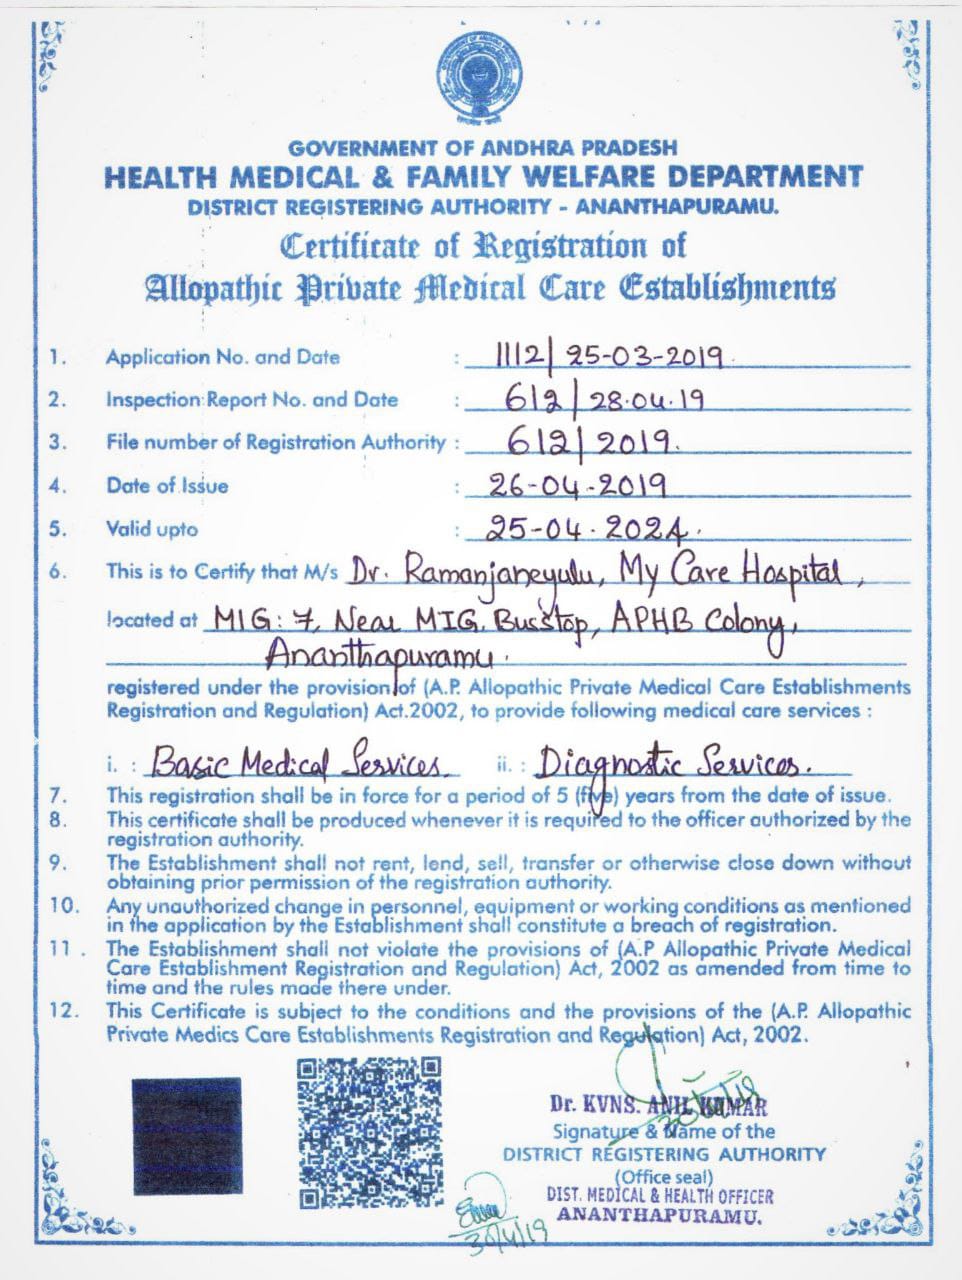 GOVERNMENT OF ANDHRA PRADESH
HEALTH MEDICAL & FAMILY WELFARE DEPARTMENT
DISTRICT REGISTERING AUTHORITY - ANANTHAPURAMU.
Certificate of Registration of
Allopathic Private Medical Care Establishments
1. Application No. and Date : 1112/ 25-03-2019
2. Inspection Report No. and Date : 612 / 28.04.19
3. File number of Registration Authority : 612/ 2019.
4. Date of Issue : 26-04-2019
5. Valid upto : 25-04-2024.
6. This is to Certify that M/s Dr. Ramanjaneyulu, My Care Hospital,
located at MIG: 7, Near MIG. Busstop, APHB Colony,
Ananthapuramu.
registered under the provision of (A.P. Allopathic Private Medical Care Establishments
Registration and Regulation) Act.2002, to provide following medical care services :
i. : Basic Medical Services. ii. : Diagnostic Services.
7. This registration shall be in force for a period of 5 (five) years from the date of issue.
8. This certificate shall be produced whenever it is required to the officer authorized by the
registration authority.
9. The Establishment shall not rent, lend, sell, transfer or otherwise close down without
obtaining prior permission of the registration authority.
10. Any unauthorized change in personnel, equipment or working conditions as mentioned
in the application by the Establishment shall constitute a breach of registration.
11. The Establishment shall not violate the provisions of (A.P Allopathic Private Medical
Care Establishment Registration and Regulation) Act, 2002 as amended from time to
time and the rules made there under.
12. This Certificate is subject to the conditions and the provisions of the (A.P. Allopathic
Private Medics Care Establishments Registration and Regulation) Act, 2002.
Dr. KVNS. ANIL KUMAR
Signature & Name of the
DISTRICT REGISTERING AUTHORITY
(Office seal)
DIST. MEDICAL & HEALTH OFFICER
ANANTHAPURAMU.
30/4/19